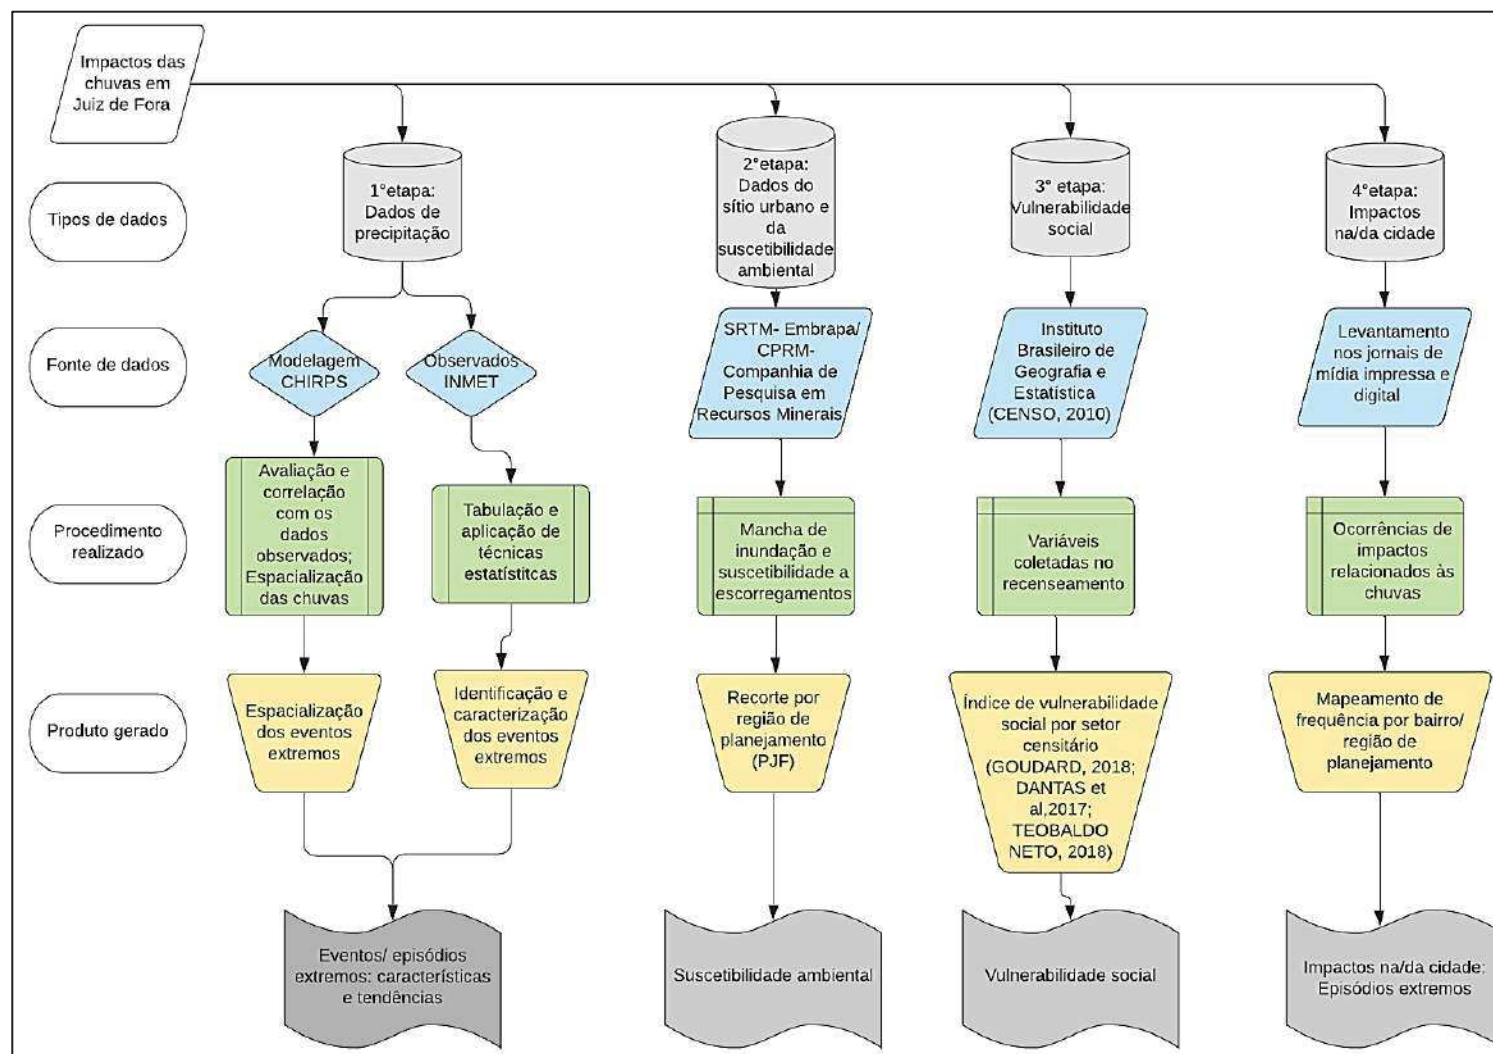 Impactos das
chuvas em
Juiz de Fora
Tipos de dados
1°etapa:
Dados de
precipitação
2°etapa:
Dados do
sítio urbano e
da
suscetibilidade
ambiental
3° etapa:
Vulnerabilidade
social
4°etapa:
Impactos
na/da cidade
Fonte de dados
Modelagem
CHIRPS
Observados
INMET
SRTM- Embrapa/
CPRM-
Companhia de
Pesquisa em
Recursos Minerais
Instituto
Brasileiro de
Geografia e
Estatística
(CENSO, 2010)
Levantamento
nos jornais de
mídia impressa e
digital
Procedimento
realizado
Avaliação e
correlação
com os
dados
observados;
Espacialização
das chuvas
Tabulação e
aplicação de
técnicas
estatístitcas
Mancha de
inundação e
suscetibilidade a
escorregamentos
Variáveis
coletadas no
recenseamento
Ocorrências de
impactos
relacionados às
chuvas
Produto gerado
Espacialização
dos eventos
extremos
Identificação e
caracterização
dos eventos
extremos
Recorte por
região de
planejamento
(PJF)
Índice de vulnerabilidade
social por setor
censitário
(GOUDARD, 2018;
DANTAS et
al,2017;
TEOBALDO
NETO, 2018)
Mapeamento de
frequência por bairro/
região de
planejamento
Eventos/ episódios
extremos: características
e tendências
Suscetibilidade ambiental
Vulnerabilidade social
Impactos na/da cidade:
Episódios extremos